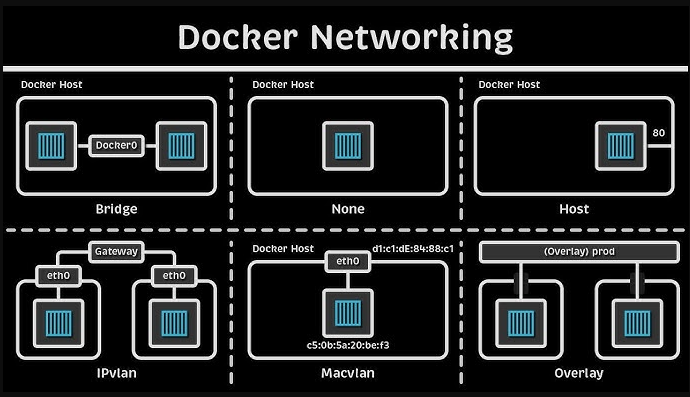 Docker Networking
Docker Host
Docker0
Bridge
Docker Host
None
Docker Host
80
Host
Gateway
eth0
eth0
IPvlan
Docker Host
d1:c1:dE:84:88:c1
eth0
c5:0b:5a:20:be:f3
Macvlan
(Overlay) prod
Overlay